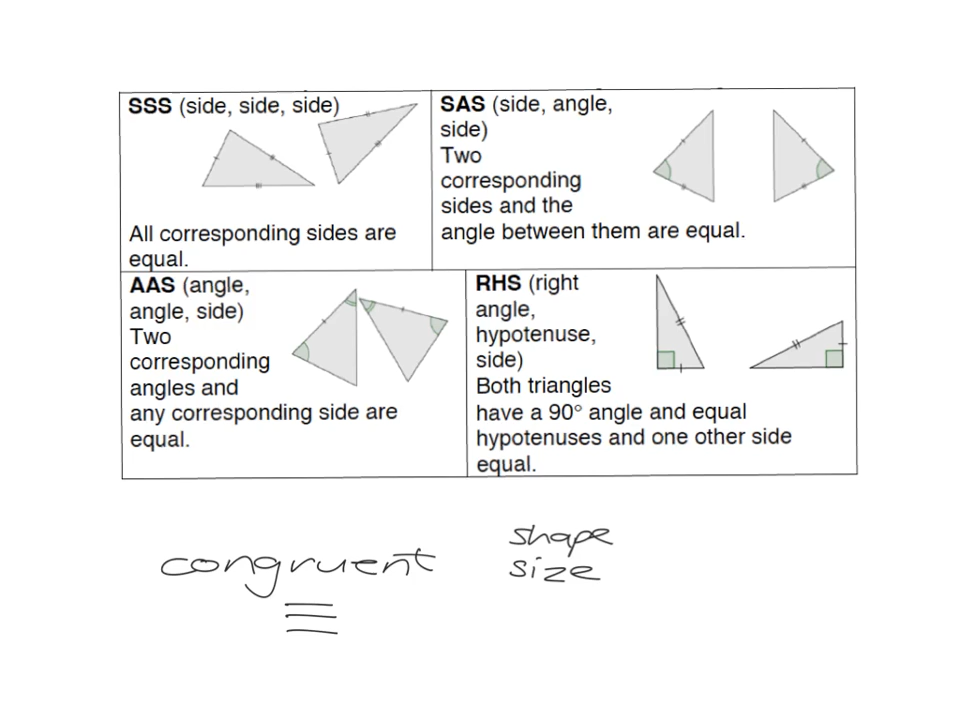 SSS (side, side, side)
All corresponding sides are
equal.
SAS (side, angle,
side)
Two
corresponding
sides and the
angle between them are equal.
AAS (angle,
angle, side)
Two
corresponding
angles and
any corresponding side are
equal.
RHS (right
angle,
hypotenuse,
side)
Both triangles
have a 90° angle and equal
hypotenuses and one other side
equal.
congruent
≡
shape
size